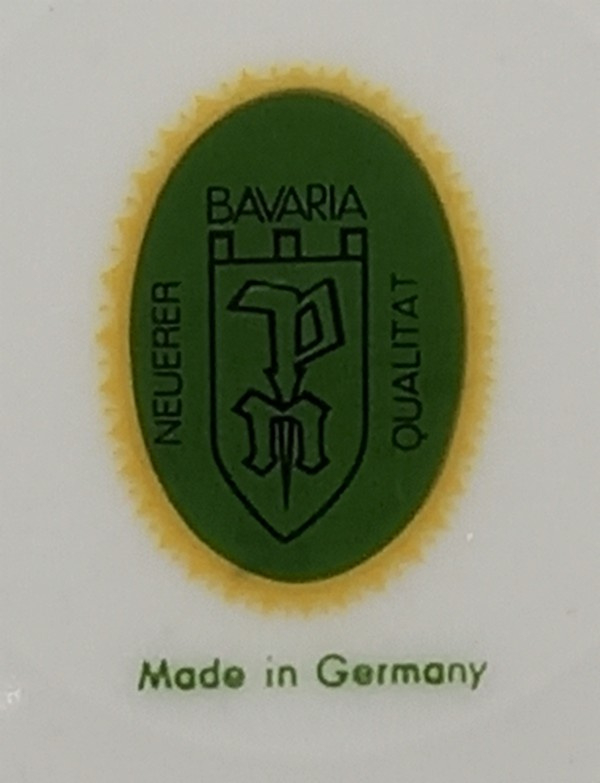 BAVARIA
NEUERER
QUALITAT
P
m
Made in Germany